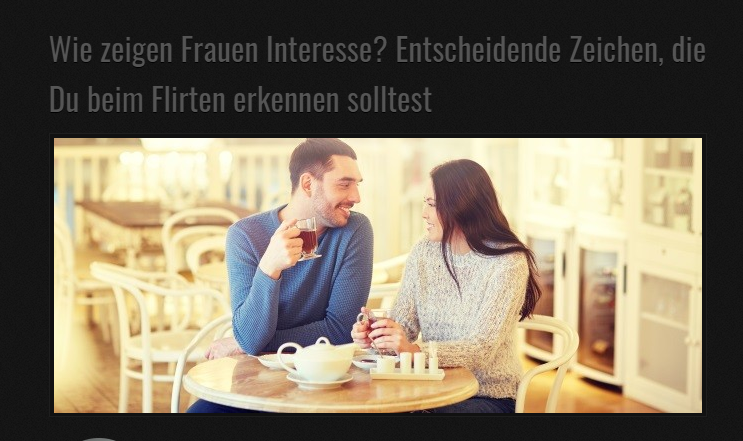 Wie zeigen Frauen Interesse? Entscheidende Zeichen, die
Du beim Flirten erkennen solltest